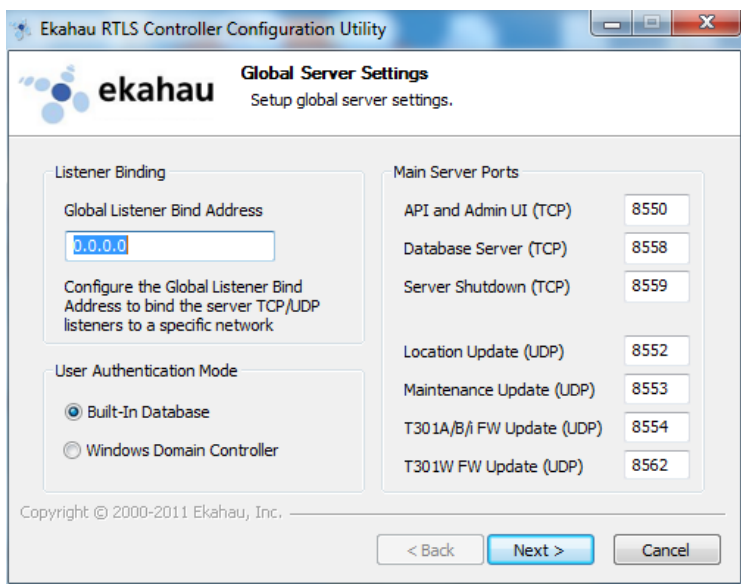 Ekahau RTLS Controller Configuration Utility
ekahau
Global Server Settings
Setup global server settings.
Listener Binding
Global Listener Bind Address
0.0.0.0
Configure the Global Listener Bind
Address to bind the server TCP/UDP
listeners to a specific network
User Authentication Mode
Built-In Database
Windows Domain Controller
Main Server Ports
API and Admin UI (TCP) 8550
Database Server (TCP) 8558
Server Shutdown (TCP) 8559
Location Update (UDP) 8552
Maintenance Update (UDP) 8553
T301A/B/i FW Update (UDP) 8554
T301W FW Update (UDP) 8562
Copyright © 2000-2011 Ekahau, Inc.
< Back Next > Cancel